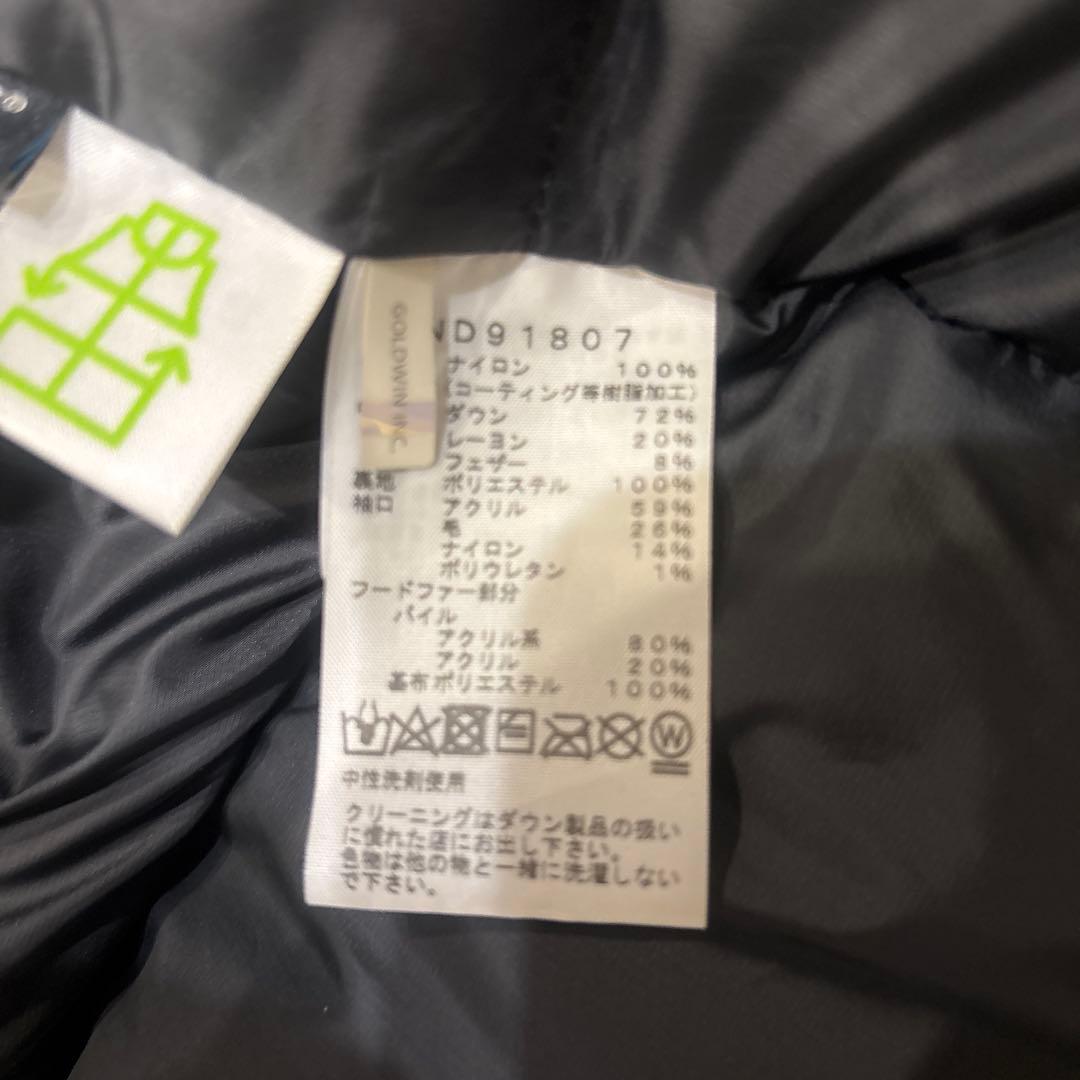 ND91807
ナイロン 100%
(コーティング等樹脂加工)
ダウン 72%
レーヨン 20%
フェザー 8%
裏地 ポリエステル 100%
袖口 アクリル 59%
毛 26%
ナイロン 14%
ポリウレタン 1%
フードファー部分
パイル
アクリル系 80%
アクリル 20%
基布ポリエステル 100%
W
中性洗剤使用
クリーニングはダウン製品の扱い
に慣れた店にお出し下さい。
色物は他の物と一緒に洗濯しない
で下さい。
GOLDWIN INC.